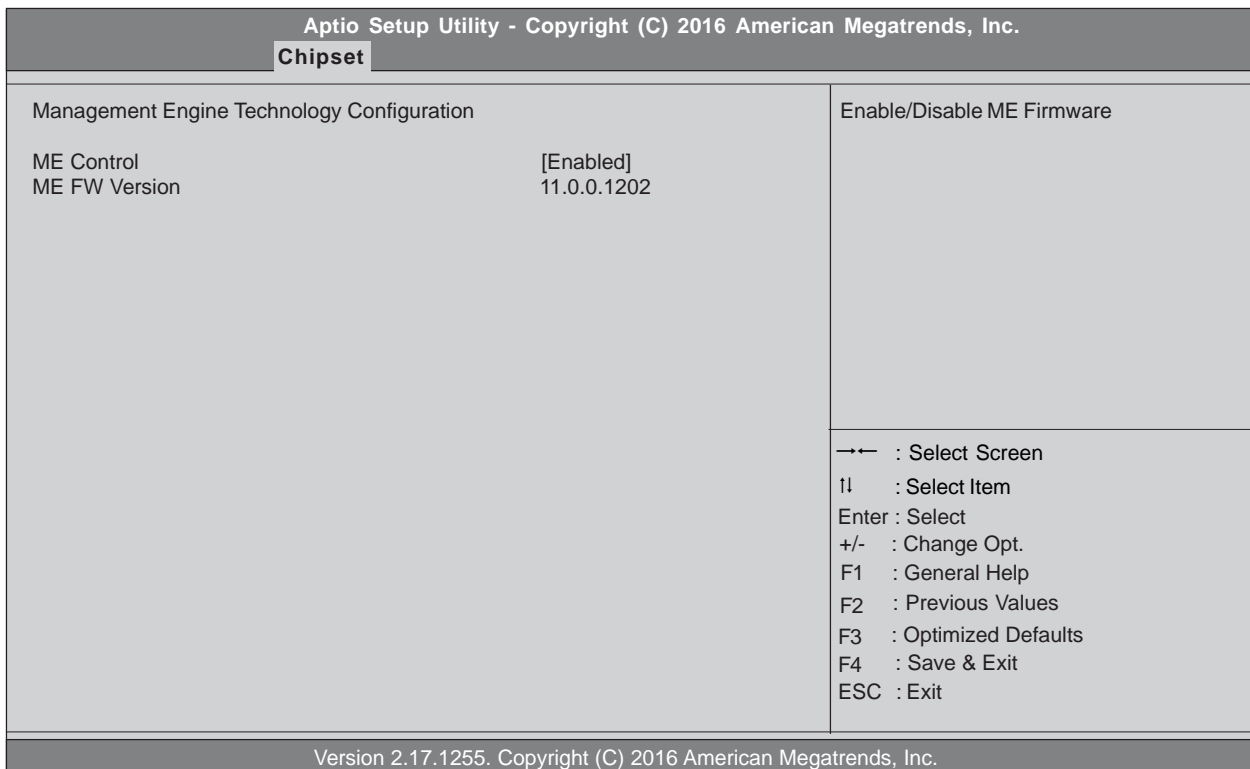 Aptio Setup Utility - Copyright (C) 2016 American Megatrends, Inc.
Chipset
Management Engine Technology Configuration
ME Control [Enabled]
ME FW Version 11.0.0.1202
Enable/Disable ME Firmware
→← : Select Screen
↑↓ : Select Item
Enter : Select
+/- : Change Opt.
F1 : General Help
F2 : Previous Values
F3 : Optimized Defaults
F4 : Save & Exit
ESC : Exit
Version 2.17.1255. Copyright (C) 2016 American Megatrends, Inc.